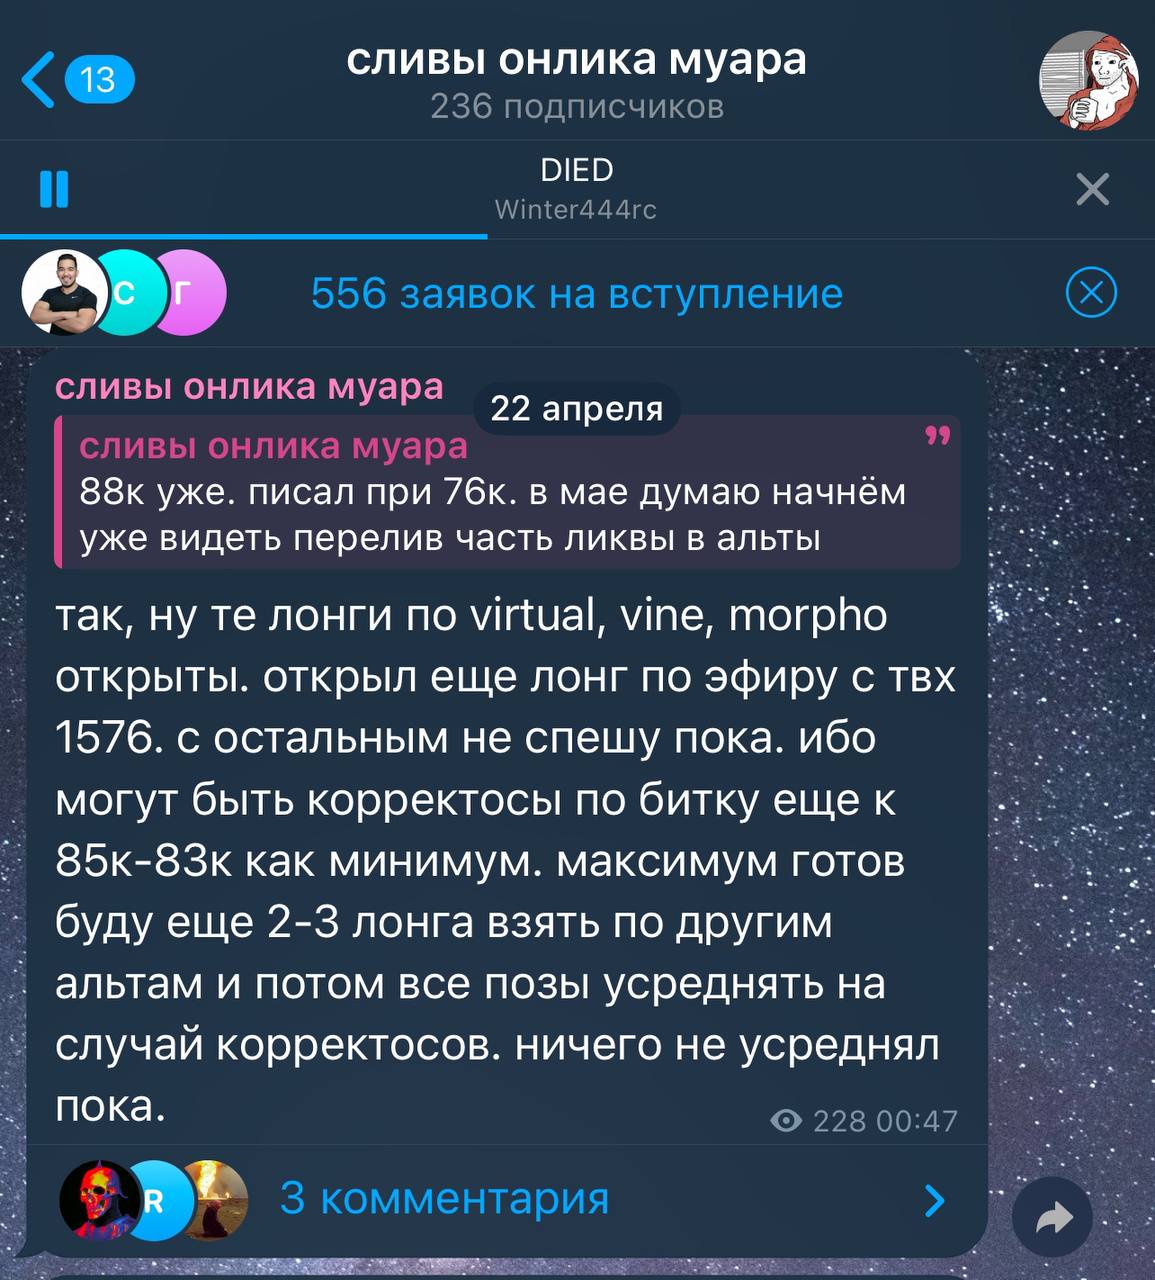 13
сливы онлика муара
236 подписчиков
DIED
Winter444rc
С
Г
556 заявок на вступление
сливы онлика муара
22 апреля
сливы онлика муара
88к уже. писал при 76к. в мае думаю начнём
уже видеть перелив часть ликвы в альты
так, ну те лонги по virtual, vine, morpho
открыты. открыл еще лонг по эфиру с твх
1576. с остальным не спешу пока. ибо
могут быть корректосы по битку еще к
85к-83к как минимум. максимум готов
буду еще 2-3 лонга взять по другим
альтам и потом все позы усреднять на
случай корректосов. ничего не усреднял
пока.
228 00:47
R
3 комментария